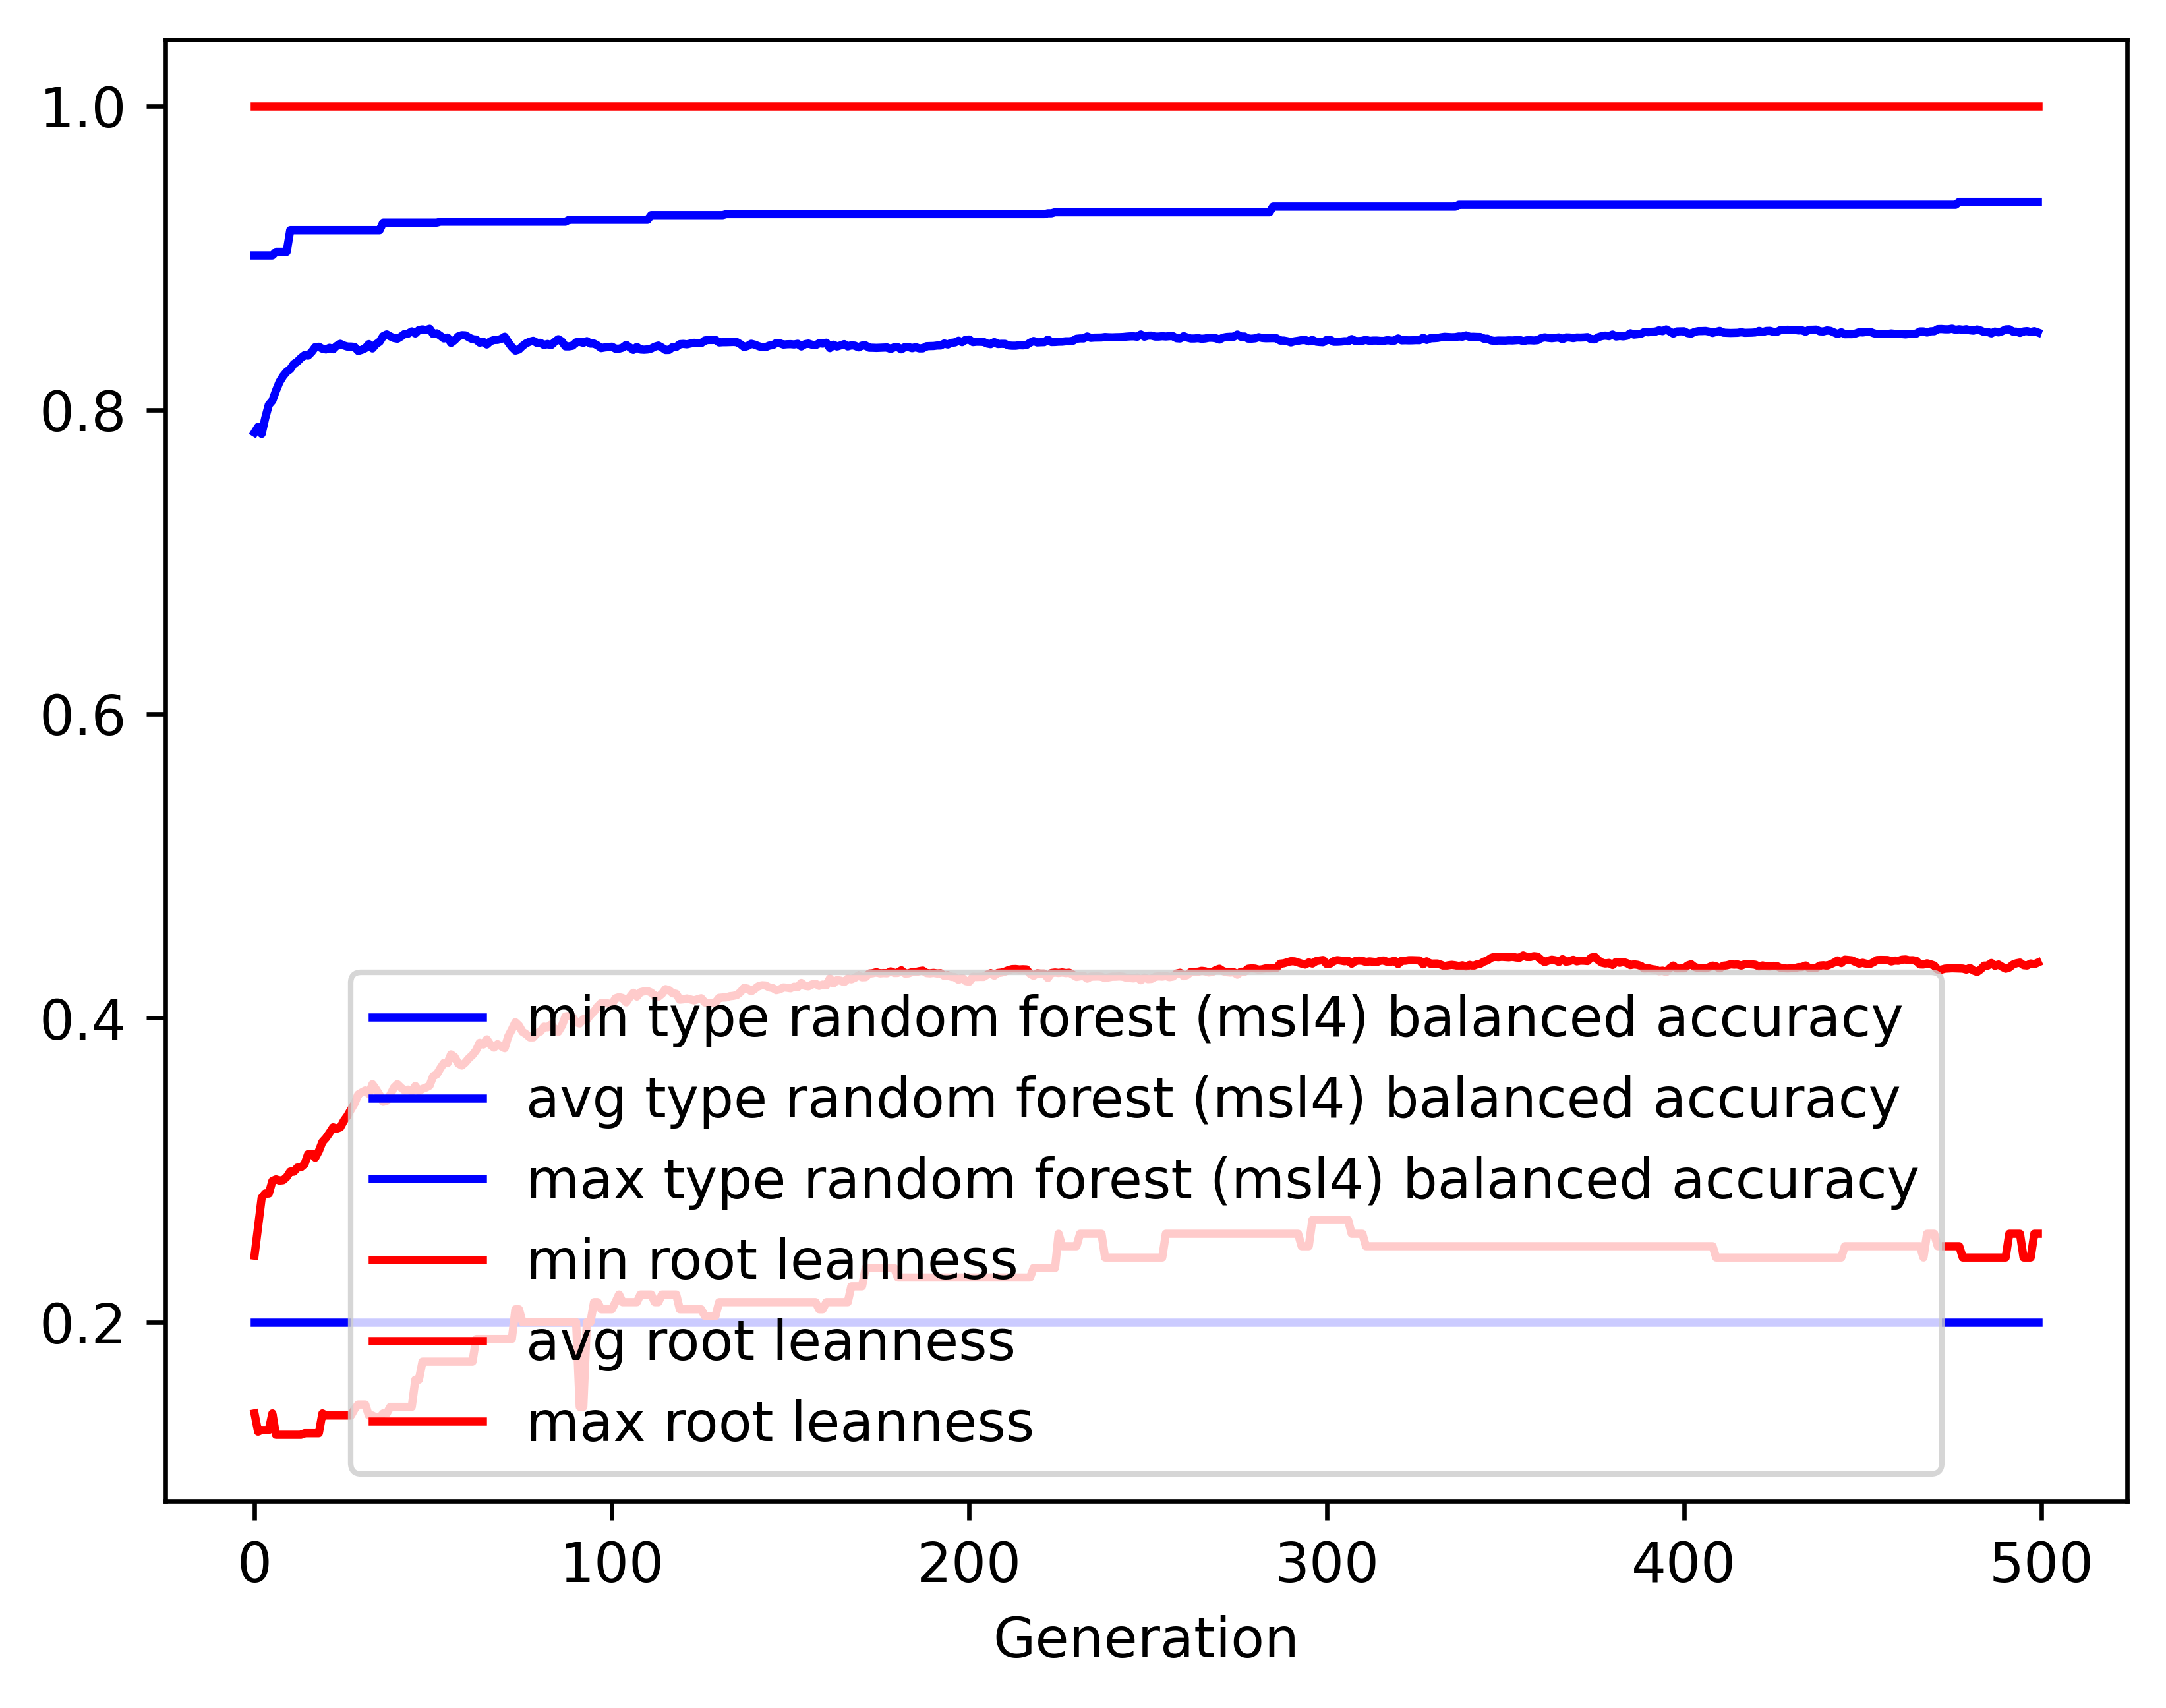 1.0
0.8
0.6
0.4
0.2
min type random forest (msl4) balanced accuracy
avg type random forest (msl4) balanced accuracy
max type random forest (msl4) balanced accuracy
min root leanness
avg root leanness
max root leanness
0 100 200 300 400 500
Generation